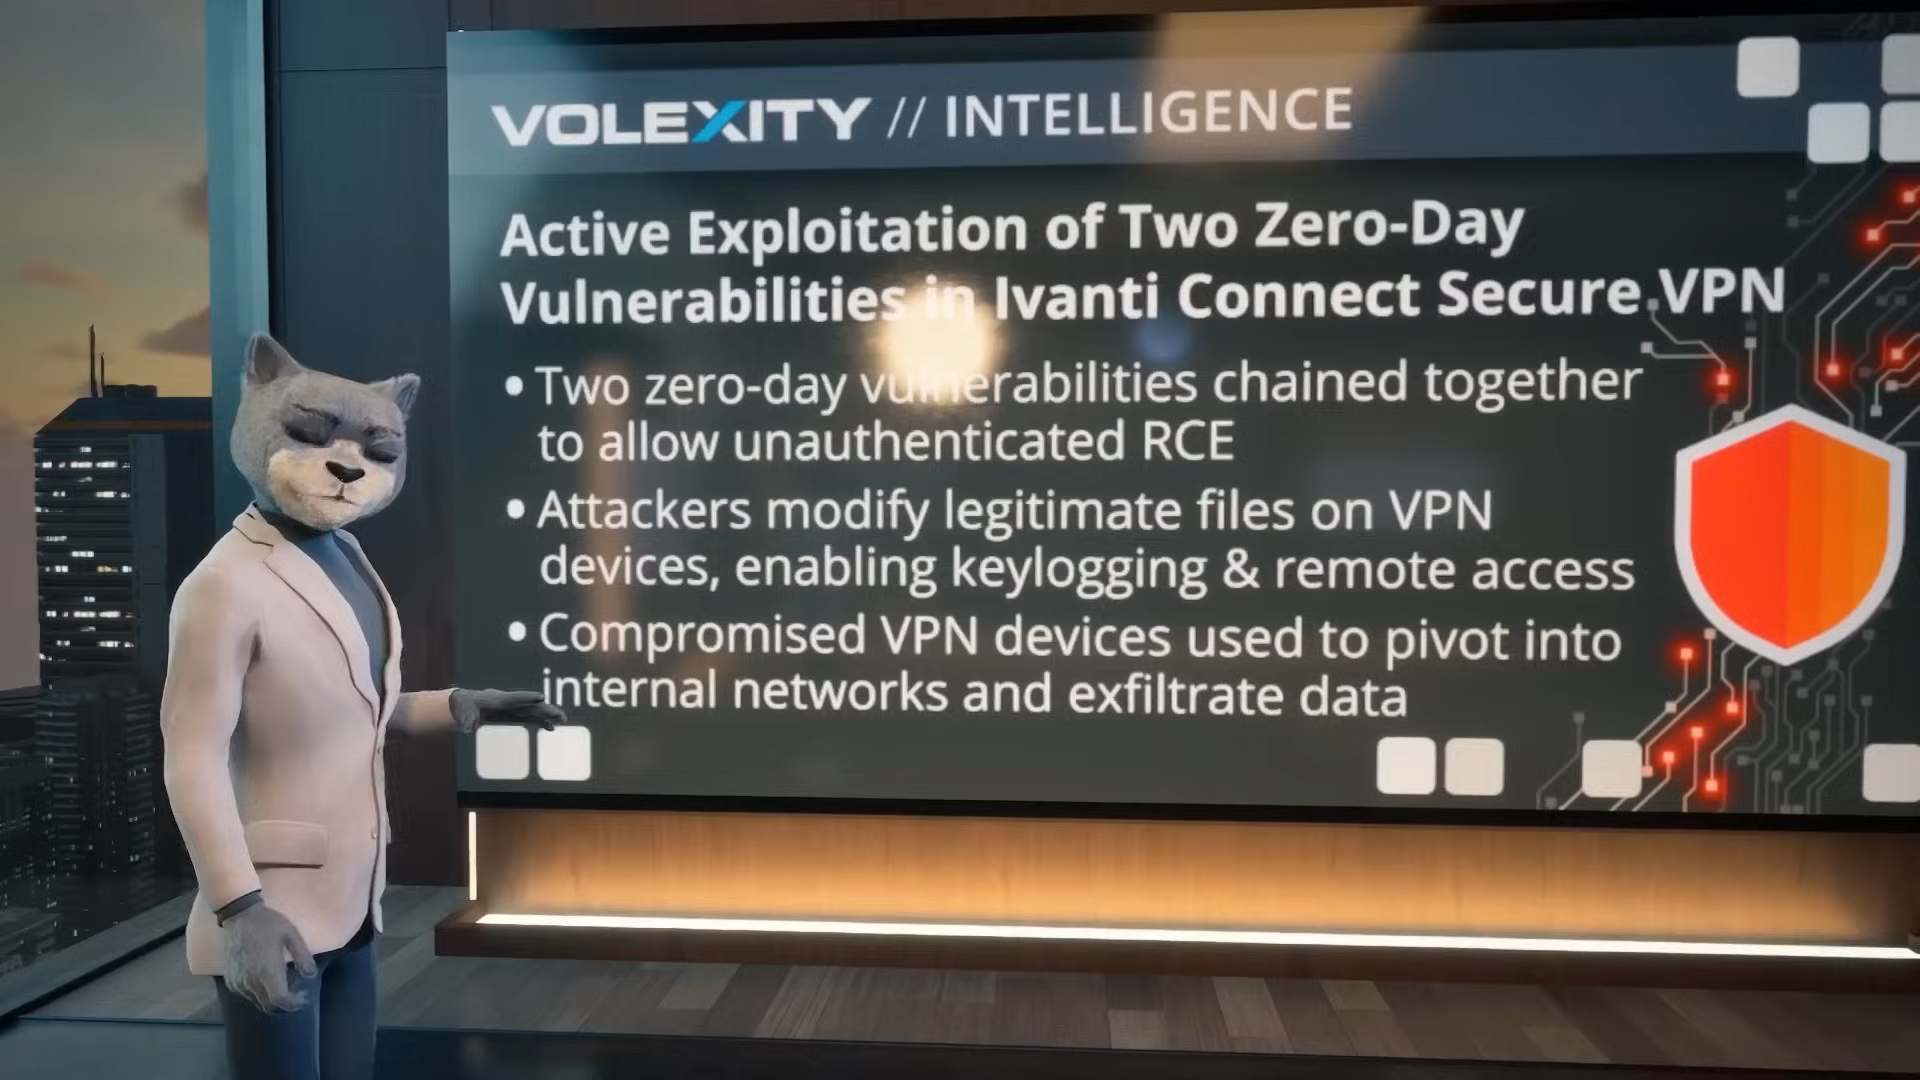 VOLEXITY // INTELLIGENCE
Active Exploitation of Two Zero-Day
Vulnerabilities in Ivanti Connect Secure VPN
• Two zero-day vulnerabilities chained together
to allow unauthenticated RCE
• Attackers modify legitimate files on VPN
devices, enabling keylogging & remote access
• Compromised VPN devices used to pivot into
internal networks and exfiltrate data